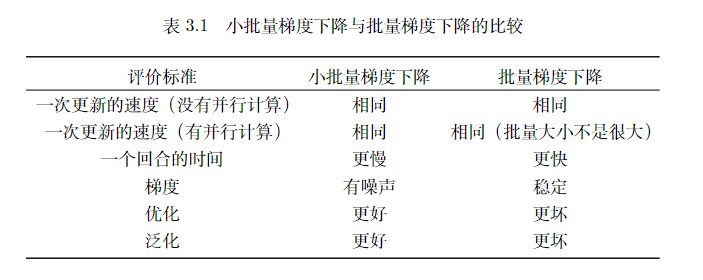 表 3.1 小批量梯度下降与批量梯度下降的比较
评价标准 小批量梯度下降 批量梯度下降
一次更新的速度（没有并行计算） 相同 相同
一次更新的速度（有并行计算） 相同 相同（批量大小不是很大）
一个回合的时间 更慢 更快
梯度 有噪声 稳定
优化 更好 更坏
泛化 更好 更坏